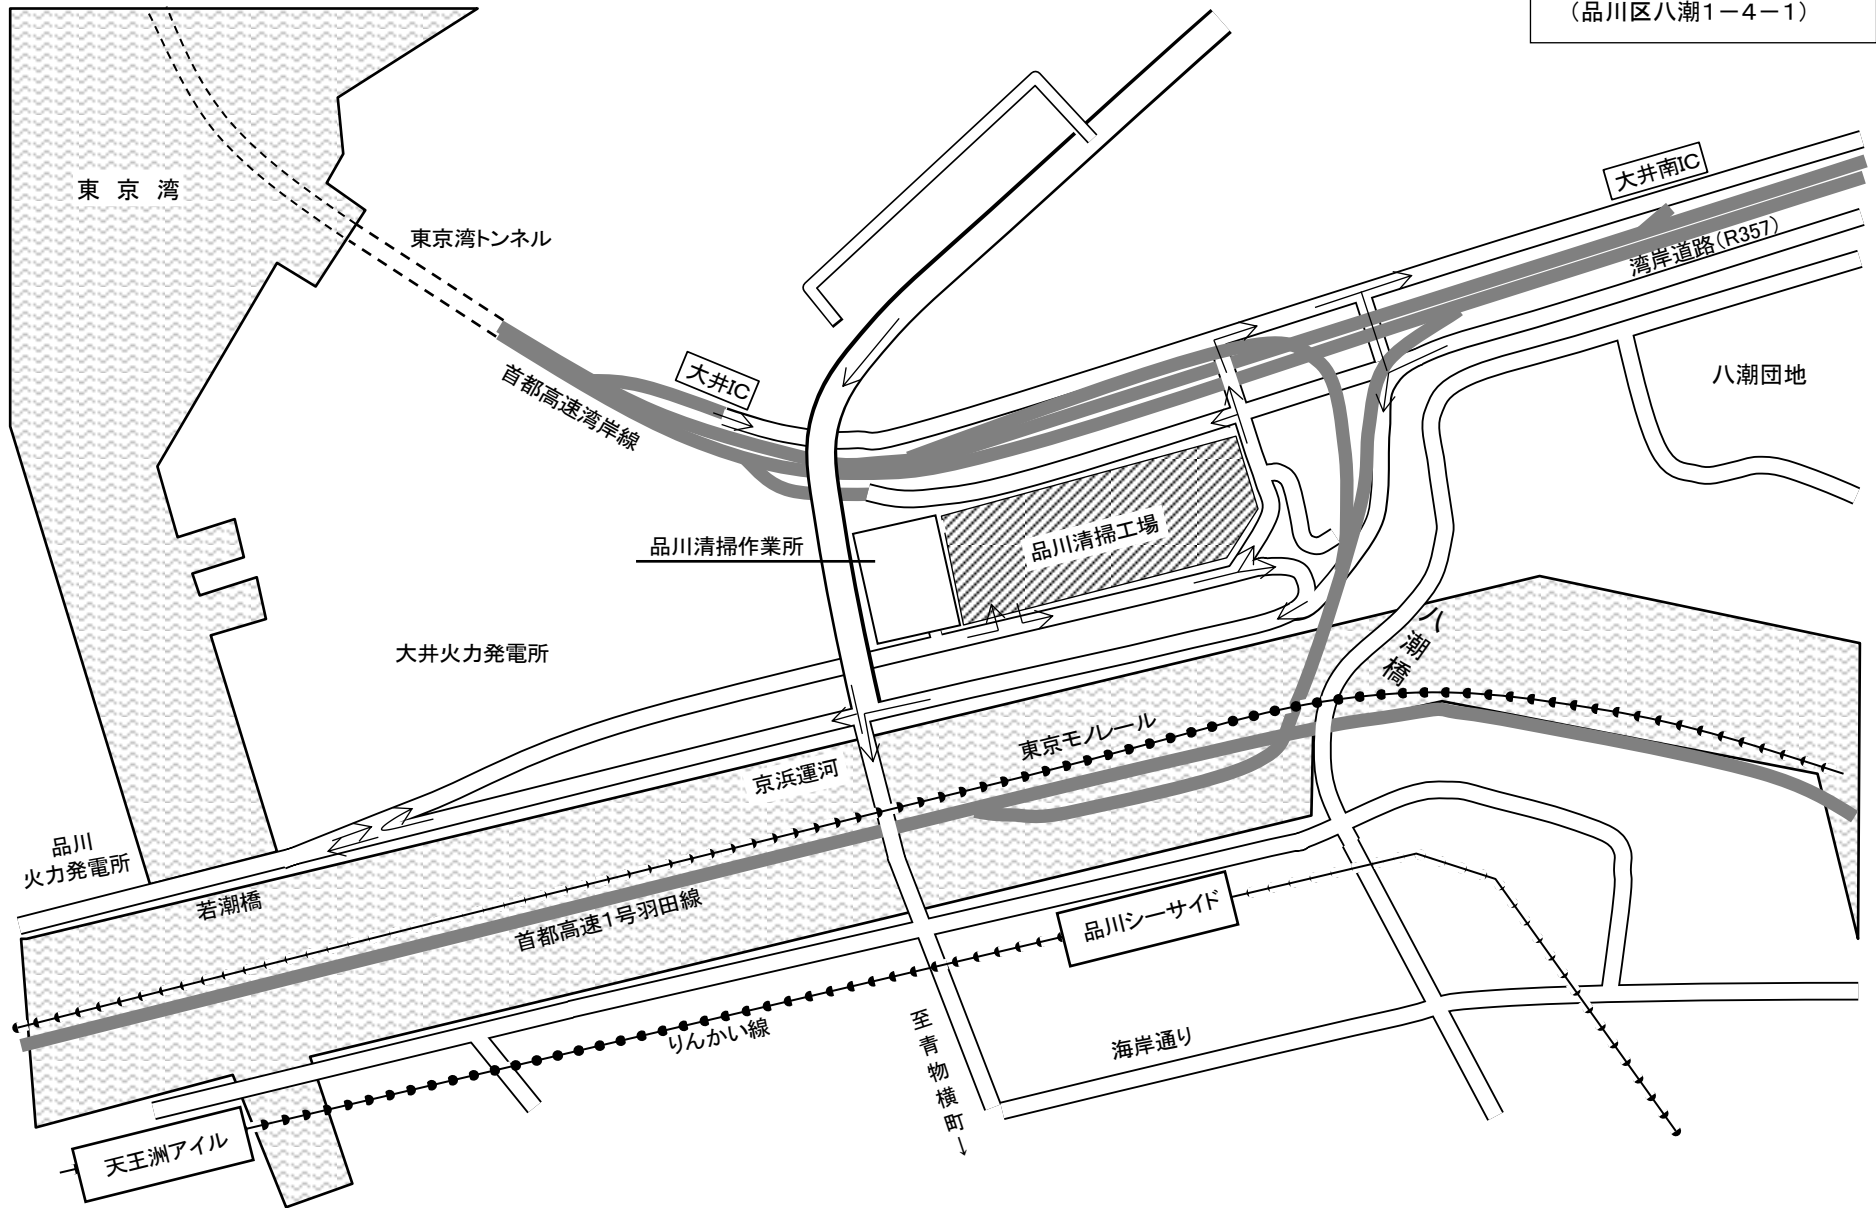 （品川区八潮1－4－1）
東京湾
東京湾トンネル
大井南IC
湾岸道路(R357)
大井IC
首都高速湾岸線
八潮団地
品川清掃作業所
品川清掃工場
大井火力発電所
八潮橋
東京モノレール
京浜運河
品川
火力発電所
若潮橋
首都高速1号羽田線
品川シーサイド
りんかい線
至青物横町↓
海岸通り
天王洲アイル